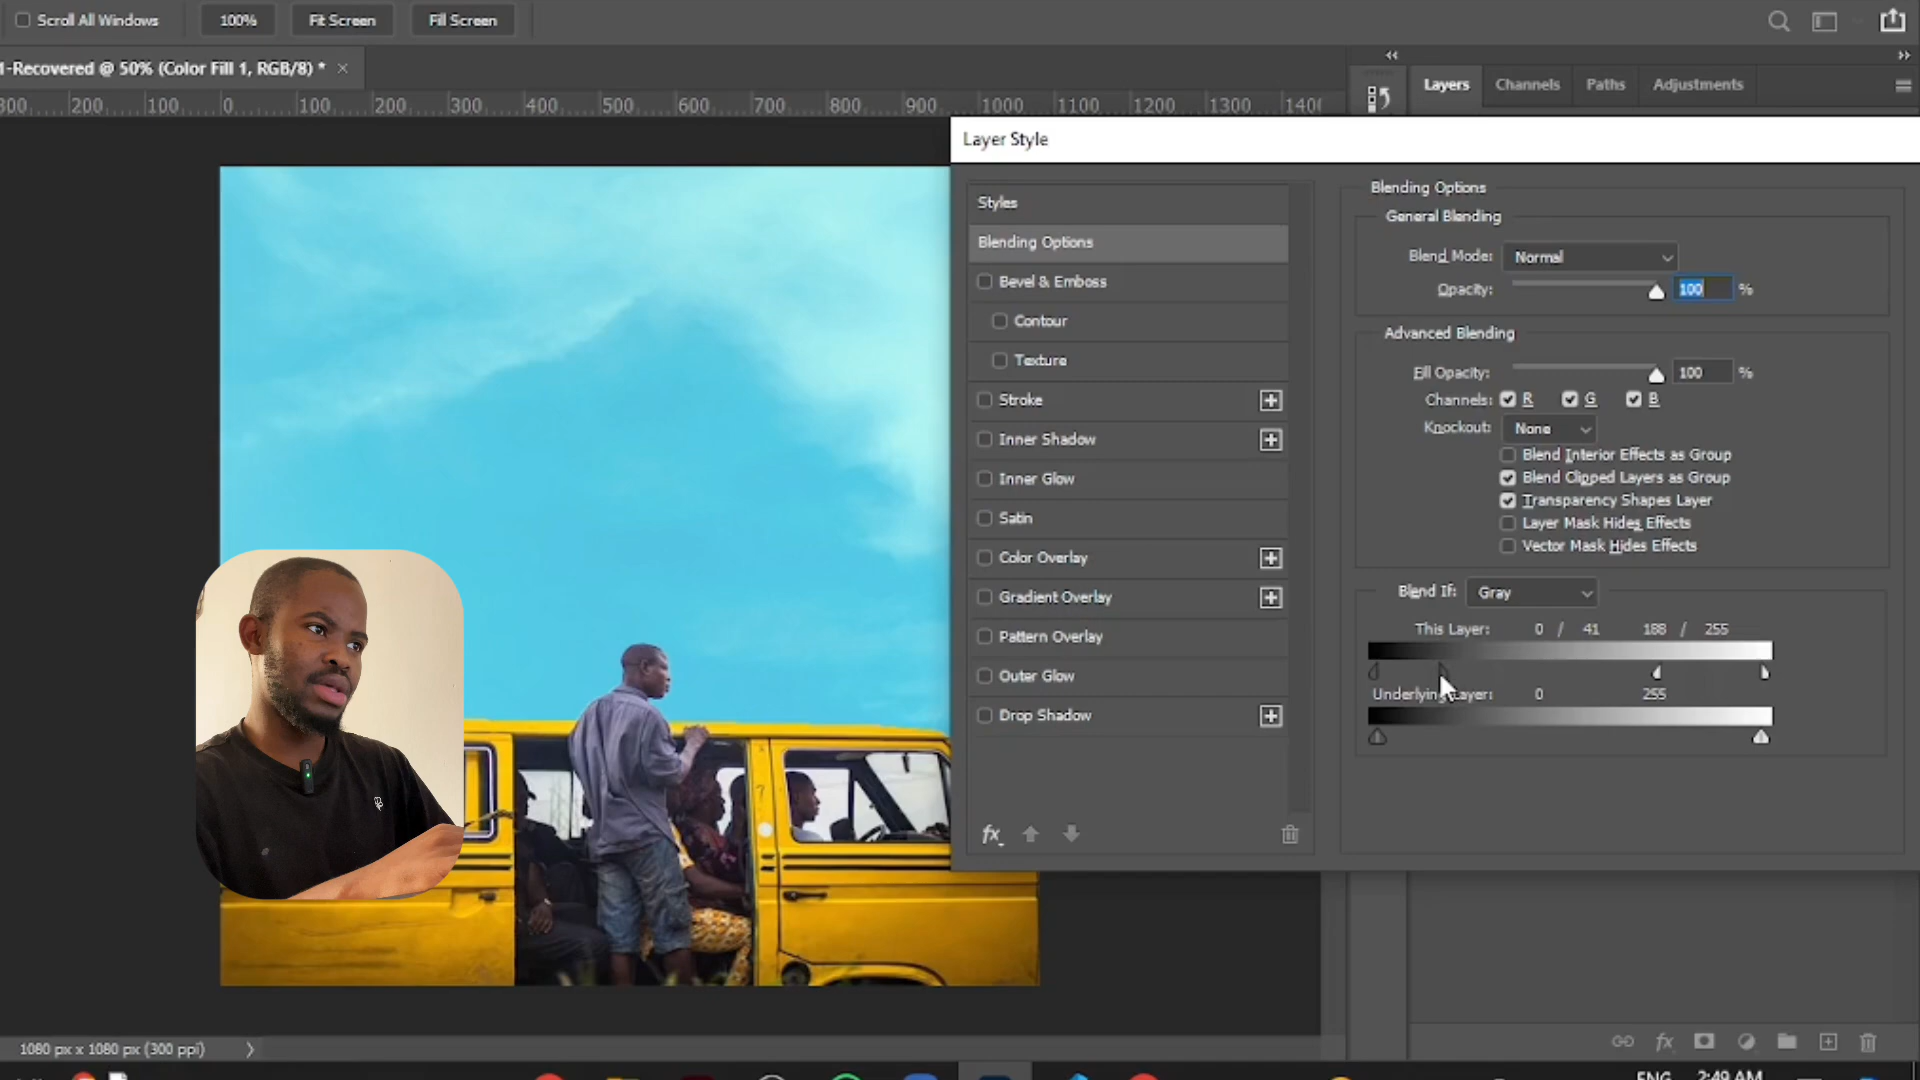 Scroll All Windows 100% Fit Screen Fill Screen
1-Recovered @ 50% (Color Fill 1, RGB/8) * ×
300 200 100 0 100 200 300 400 500 600 700 800 900 1000 1100 1200 1300 140
Layers Channels Paths Adjustments
Layer Style
Styles
Blending Options
Bevel & Emboss
Contour
Texture
Stroke
Inner Shadow
Inner Glow
Satin
Color Overlay
Gradient Overlay
Pattern Overlay
Outer Glow
Drop Shadow
fx
Blending Options
General Blending
Blend Mode: Normal
Opacity: 100 %
Advanced Blending
Fill Opacity: 100 %
Channels: R G B
Knockout: None
Blend Interior Effects as Group
Blend Clipped Layers as Group
Transparency Shapes Layer
Layer Mask Hides Effects
Vector Mask Hides Effects
Blend If: Gray
This Layer: 0 / 41 188 / 255
Underlying Layer: 0 255
fx
1080 px x 1080 px (300 ppi)
ENG 2:49 AM